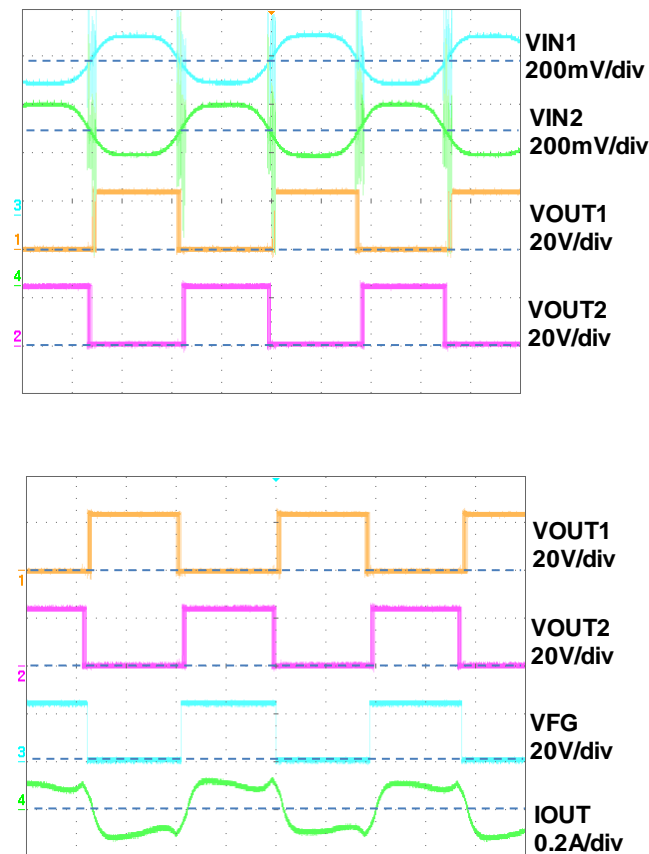 VIN1
200mV/div
VIN2
200mV/div
3
1
VOUT1
20V/div
4
2
VOUT2
20V/div
VOUT1
20V/div
1
VOUT2
20V/div
2
VFG
20V/div
3
4
IOUT
0.2A/div